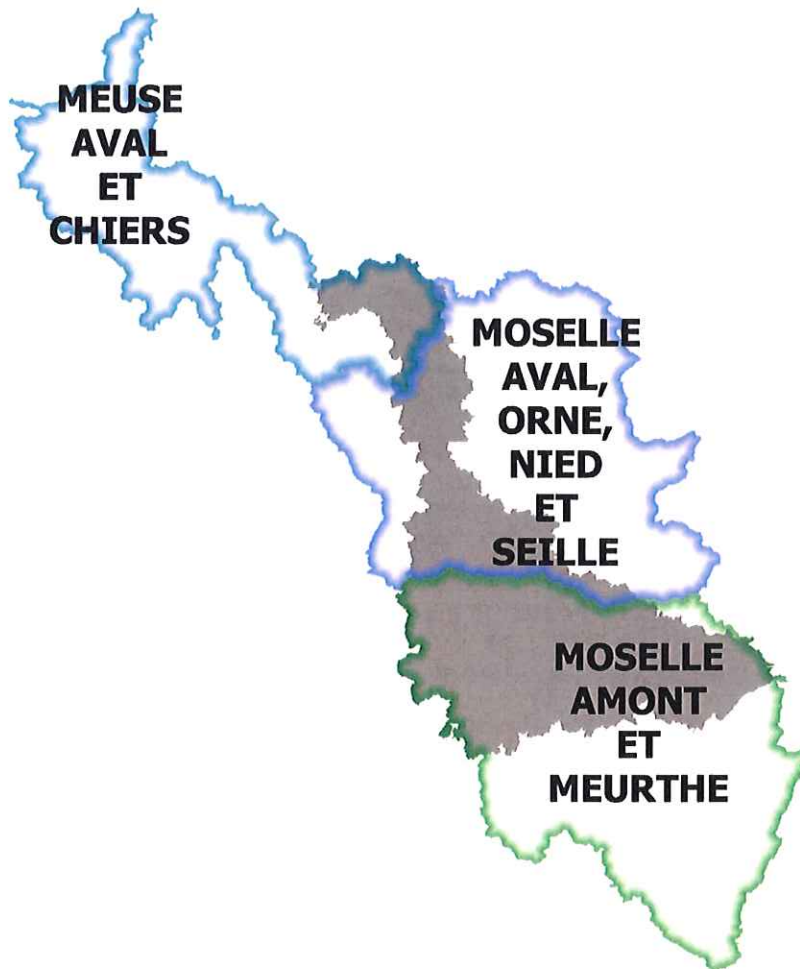 MEUSE
AVAL
ET
CHIERS
MOSELLE
AVAL,
ORNE,
NIED
ET
SEILLE
MOSELLE
AMONT
ET
MEURTHE